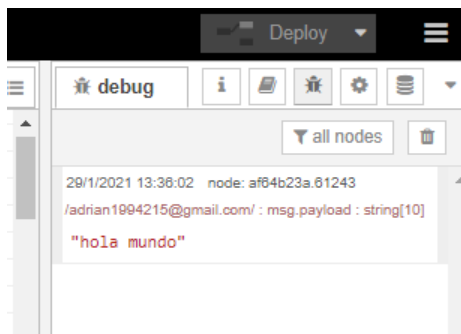 Deploy
debug
i
all nodes
29/1/2021 13:36:02 node: af64b23a.61243
/adrian1994215@gmail.com/ : msg.payload : string[10]
"hola mundo"